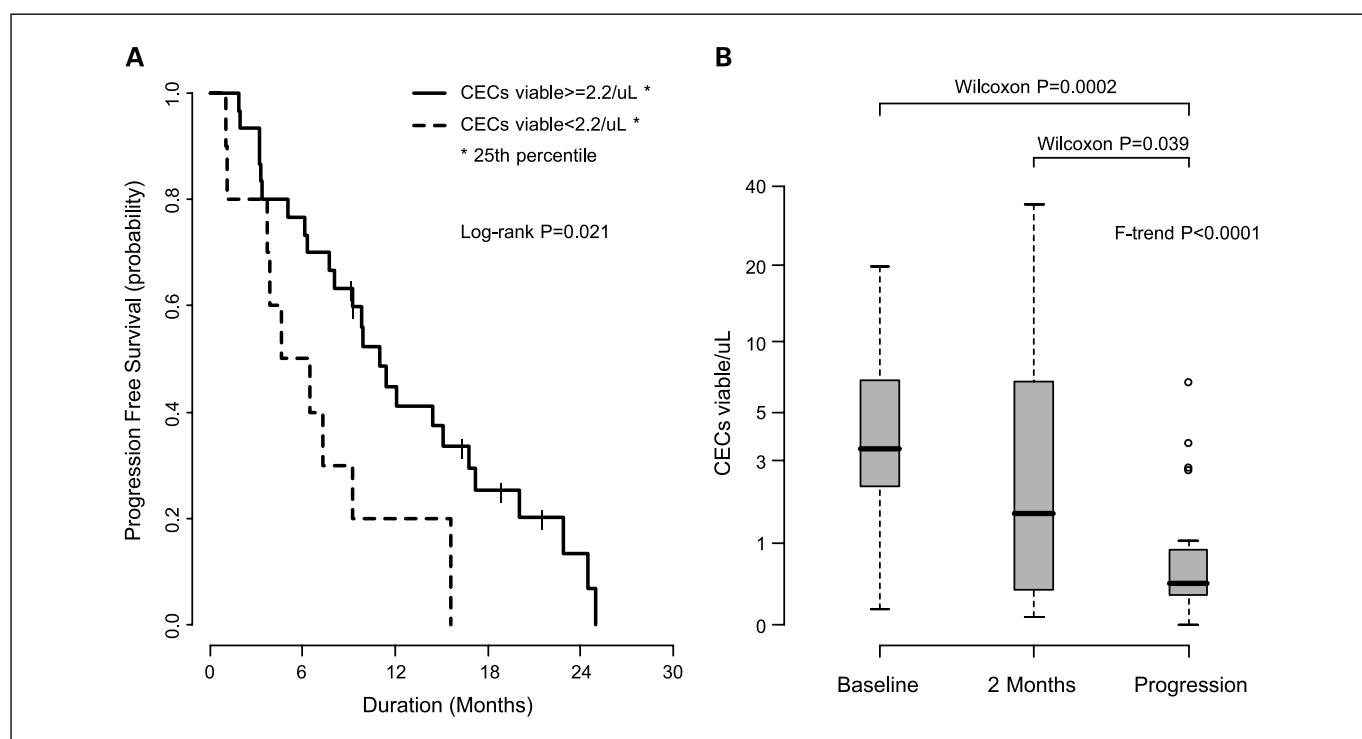 A
CECs viable>=2.2/uL *
CECs viable<2.2/uL *
* 25th percentile
Log-rank P=0.021
Progression Free Survival (probability)
1.0
0.8
0.6
0.4
0.2
0.0
0 6 12 18 24 30
Duration (Months)
B
Wilcoxon P=0.0002
Wilcoxon P=0.039
F-trend P<0.0001
CECs viable/uL
40
20
10
5
3
1
0
Baseline 2 Months Progression